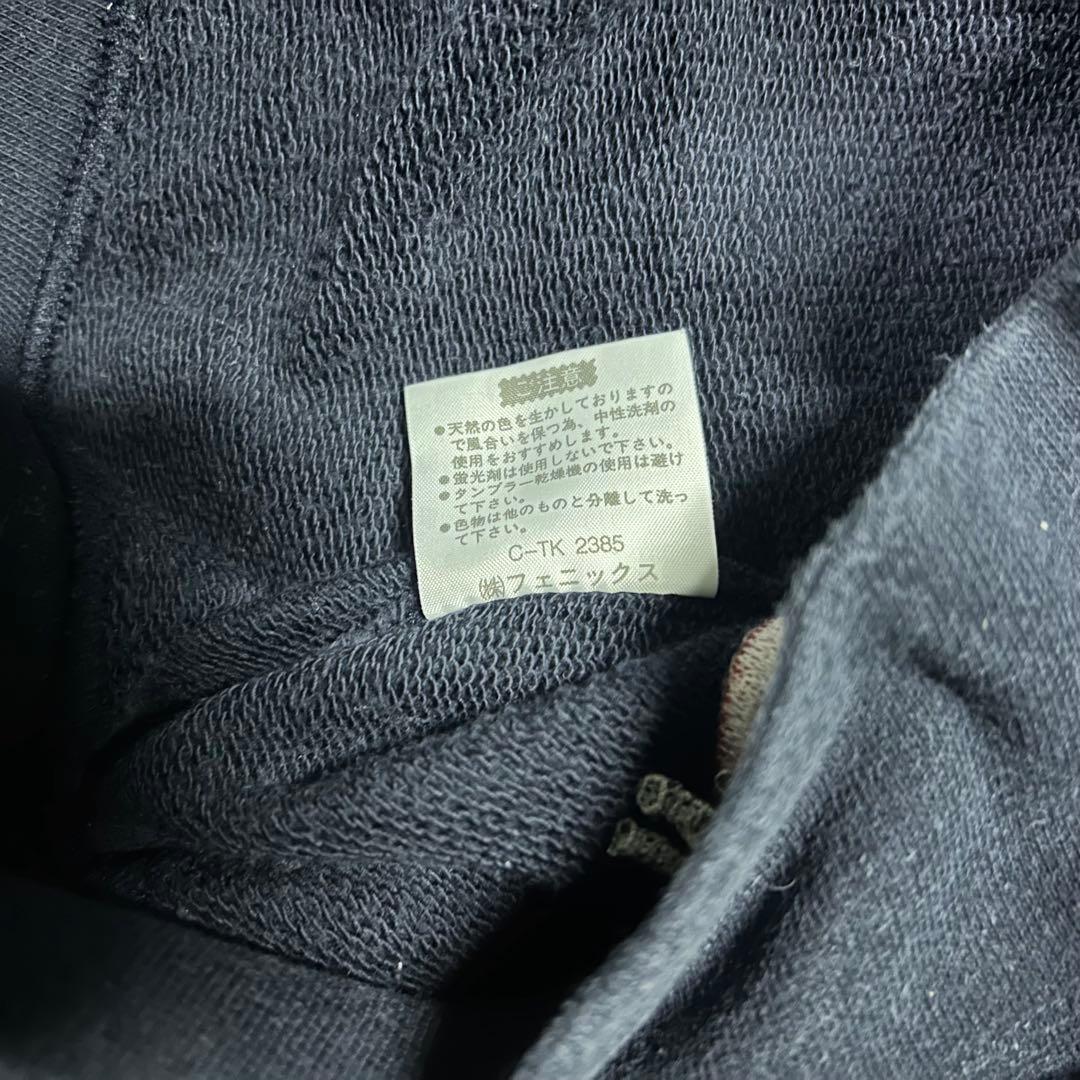 ご注意
●天然の色を生かしておりますの
で風合いを保つ為、中性洗剤の
使用をおすすめします。
●蛍光剤は使用しないで下さい。
●タンブラー乾燥機の使用は避け
て下さい。
●色物は他のものと分離して洗っ
て下さい。
C-TK 2385
㈱フェニックス